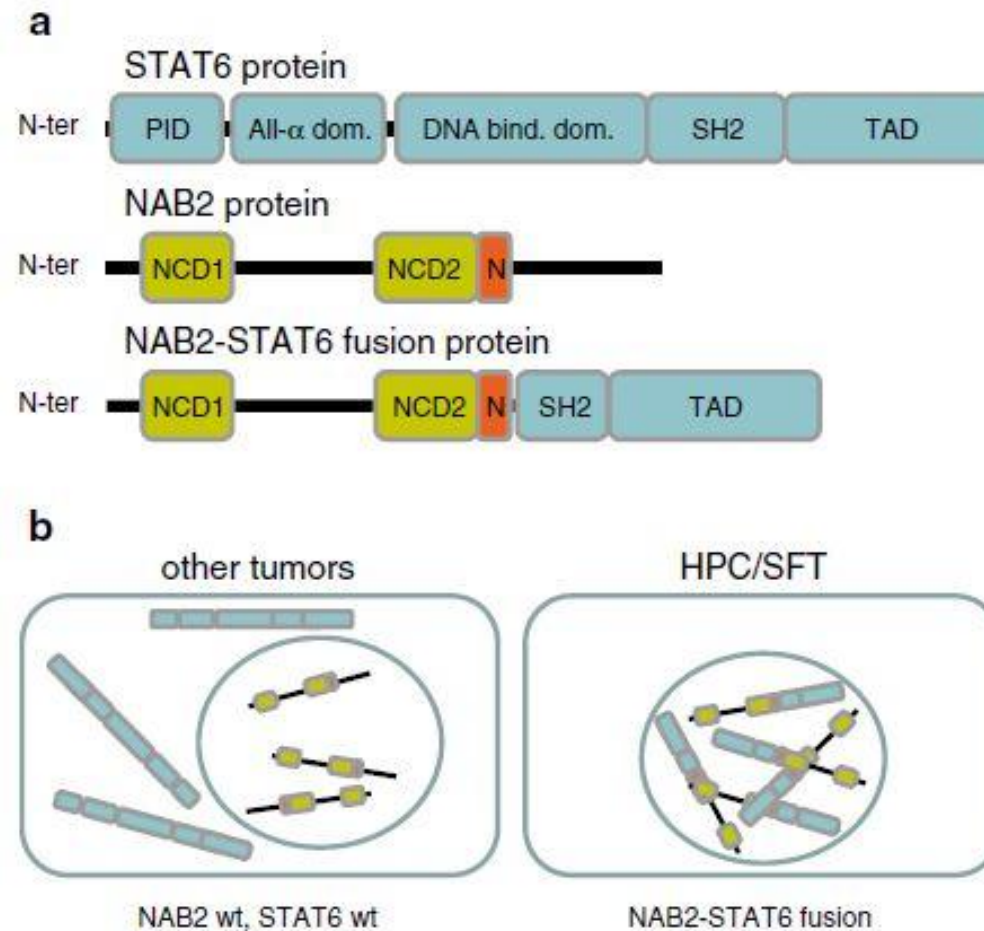 a
STAT6 protein
N-ter PID All-α dom. DNA bind. dom. SH2 TAD
NAB2 protein
N-ter NCD1 NCD2 N
NAB2-STAT6 fusion protein
N-ter NCD1 NCD2 N SH2 TAD
b
other tumors HPC/SFT
NAB2 wt, STAT6 wt NAB2-STAT6 fusion